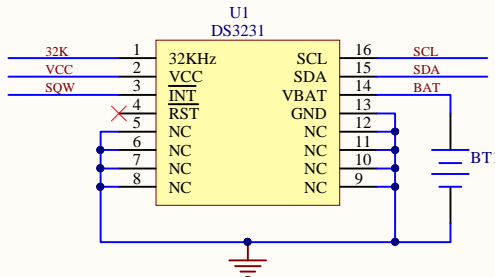 U1
DS3231
32K 1 32KHz SCL 16 SCL
VCC 2 VCC SDA 15 SDA
SQW 3 INT VBAT 14 BAT
4 RST GND 13
5 NC NC 12
6 NC NC 11
7 NC NC 10
8 NC NC 9
BT1